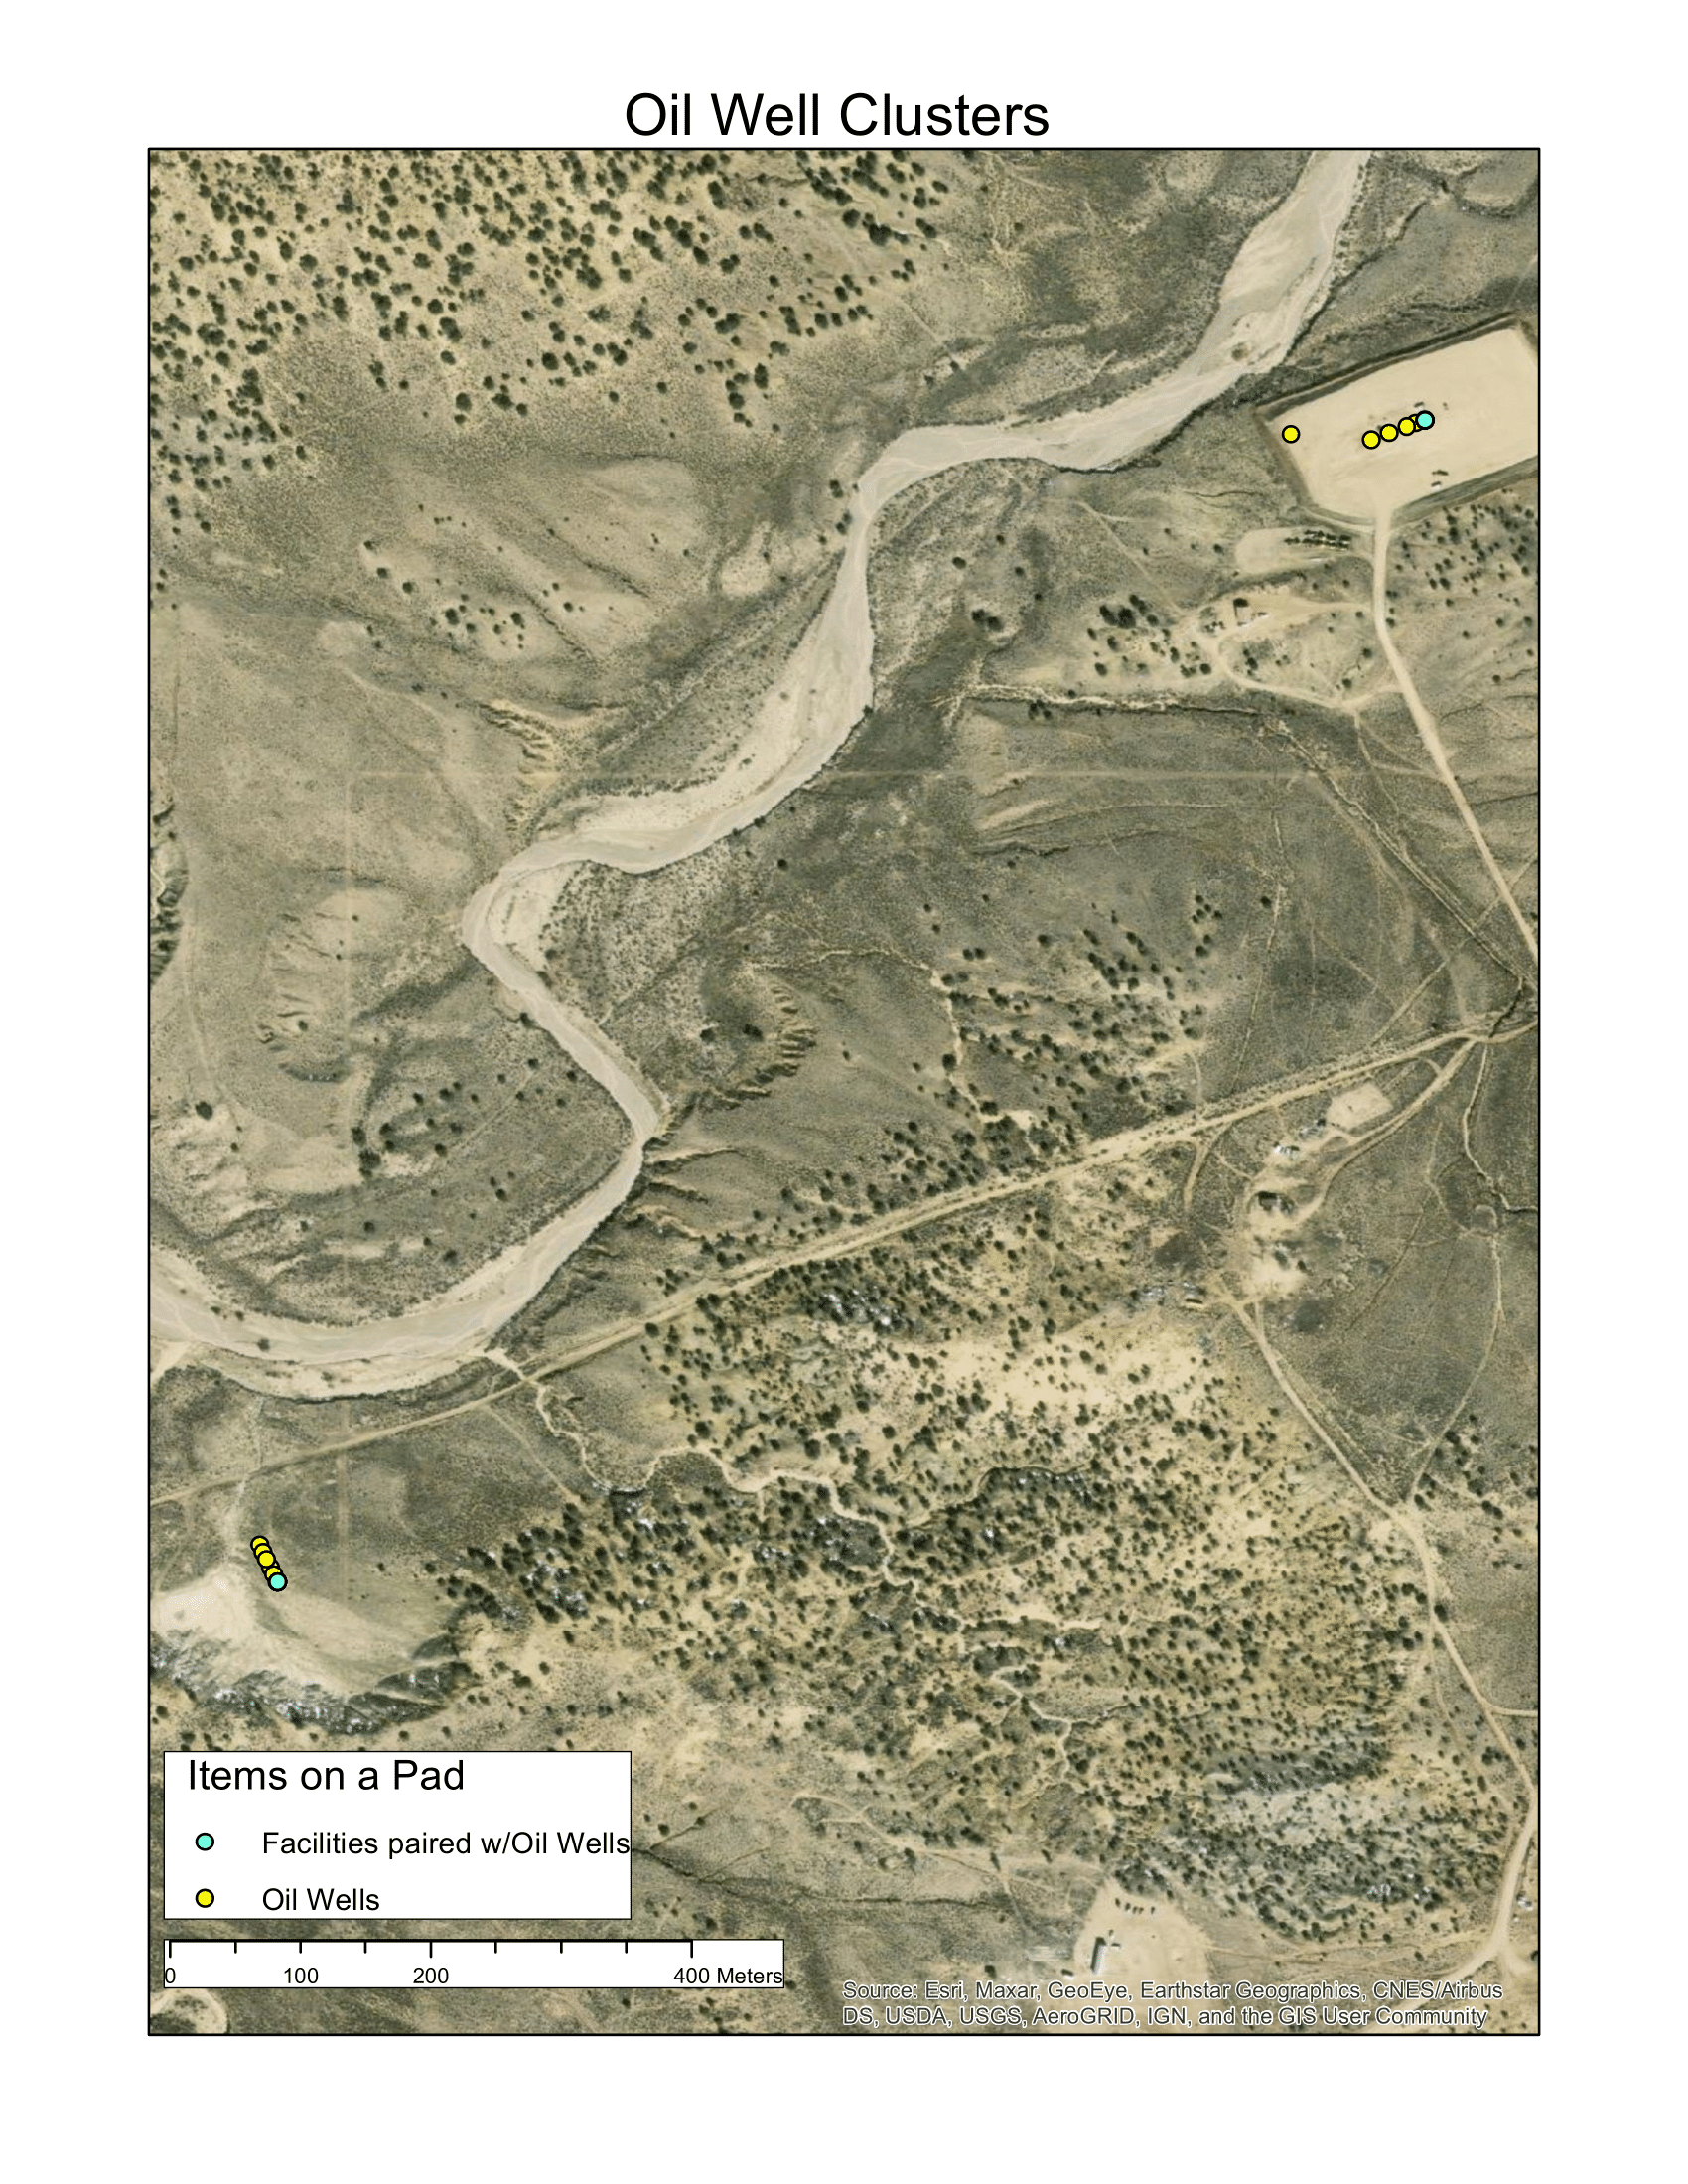 Oil Well Clusters
Items on a Pad
Facilities paired w/Oil Wells
Oil Wells
0 100 200 400 Meters
Source: Esri, Maxar, GeoEye, Earthstar Geographics, CNES/Airbus
DS, USDA, USGS, AeroGRID, IGN, and the GIS User Community